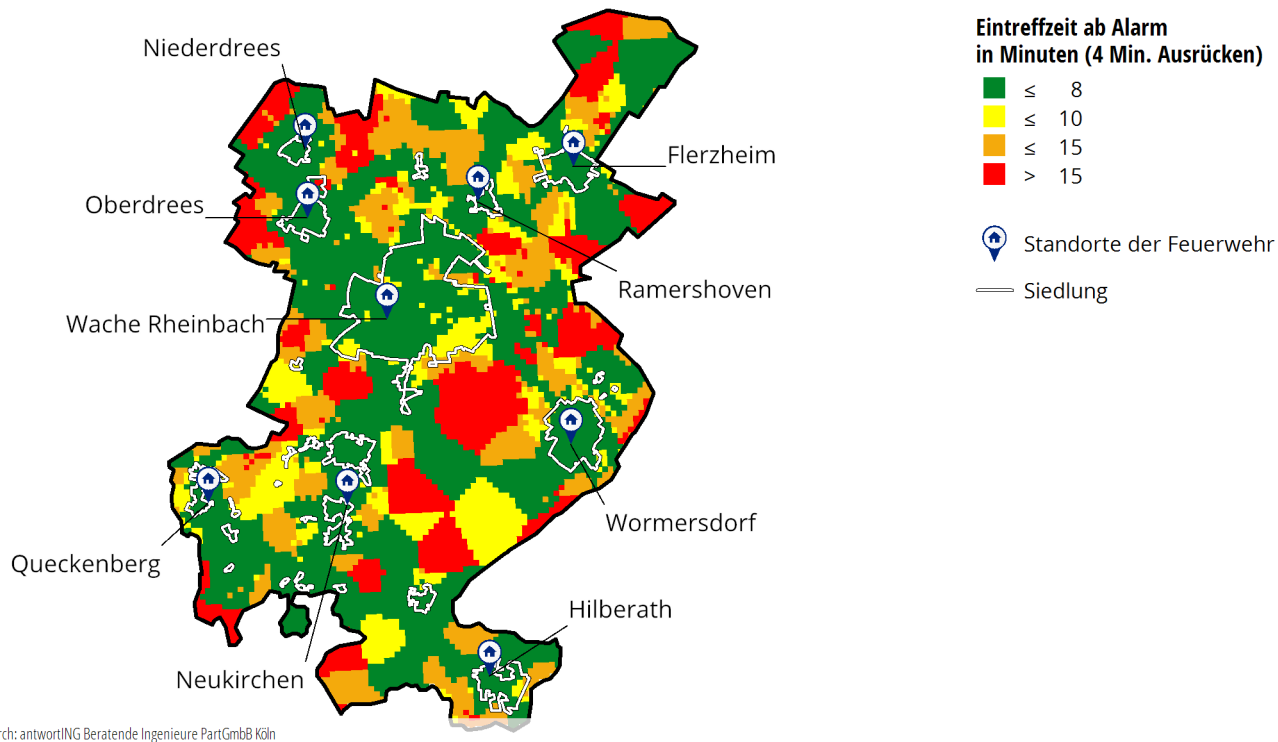 Niederdrees
Oberdrees
Wache Rheinbach
Flerzheim
Ramershoven
Wormersdorf
Queckenberg
Neukirchen
Hilberath
Eintreffzeit ab Alarm
in Minuten (4 Min. Ausrücken)
≤ 8
≤ 10
≤ 15
> 15
Standorte der Feuerwehr
Siedlung
antwortING Beratende Ingenieure PartGmbB Köln